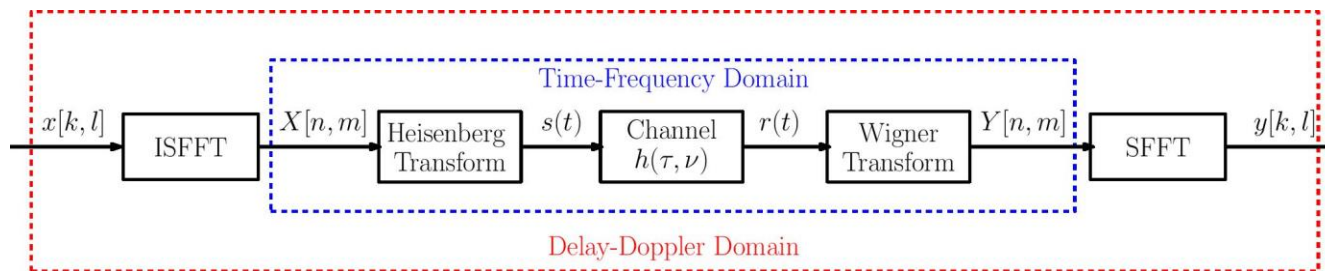 Time-Frequency Domain
x[k, l]
ISFFT
X[n, m]
Heisenberg
Transform
s(t)
Channel
h(τ, ν)
r(t)
Wigner
Transform
Y[n, m]
SFFT
y[k, l]
Delay-Doppler Domain